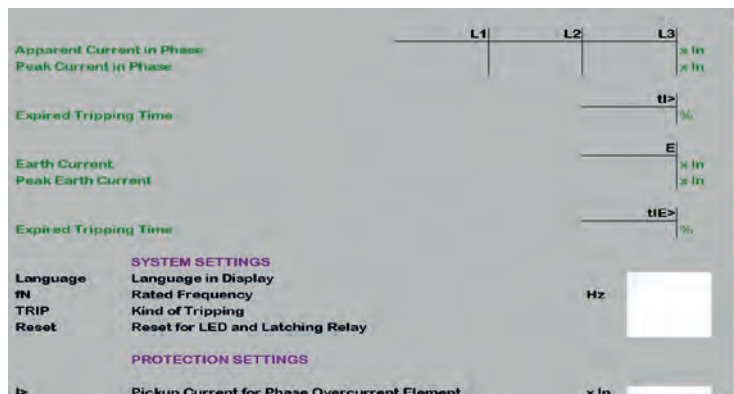 L1 L2 L3
Apparent Current in Phase x In
Peak Current in Phase x In
tI>
Expired Tripping Time %
E
Earth Current x In
Peak Earth Current x In
tIE>
Expired Tripping Time %
SYSTEM SETTINGS
Language Language in Display
fN Rated Frequency Hz
TRIP Kind of Tripping
Reset Reset for LED and Latching Relay
PROTECTION SETTINGS
I> Pickup Current for Phase Overcurrent Element x In